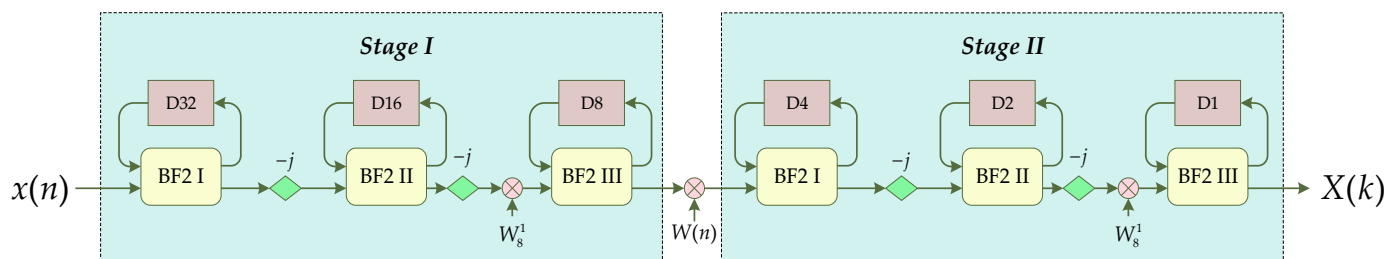 Stage I
Stage II
D32
D16
D8
D4
D2
D1
x(n)
BF2 I
−j
BF2 II
−j
BF2 III
BF2 I
−j
BF2 II
−j
BF2 III
X(k)
W₈¹
W(n)
W₈¹